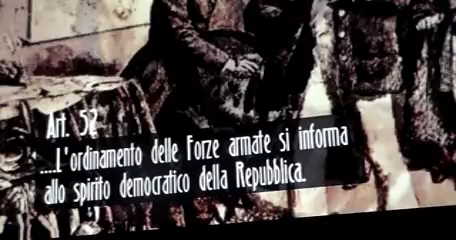 Art. 52
....L'ordinamento delle Forze armate si informa
allo spirito democratico della Repubblica.